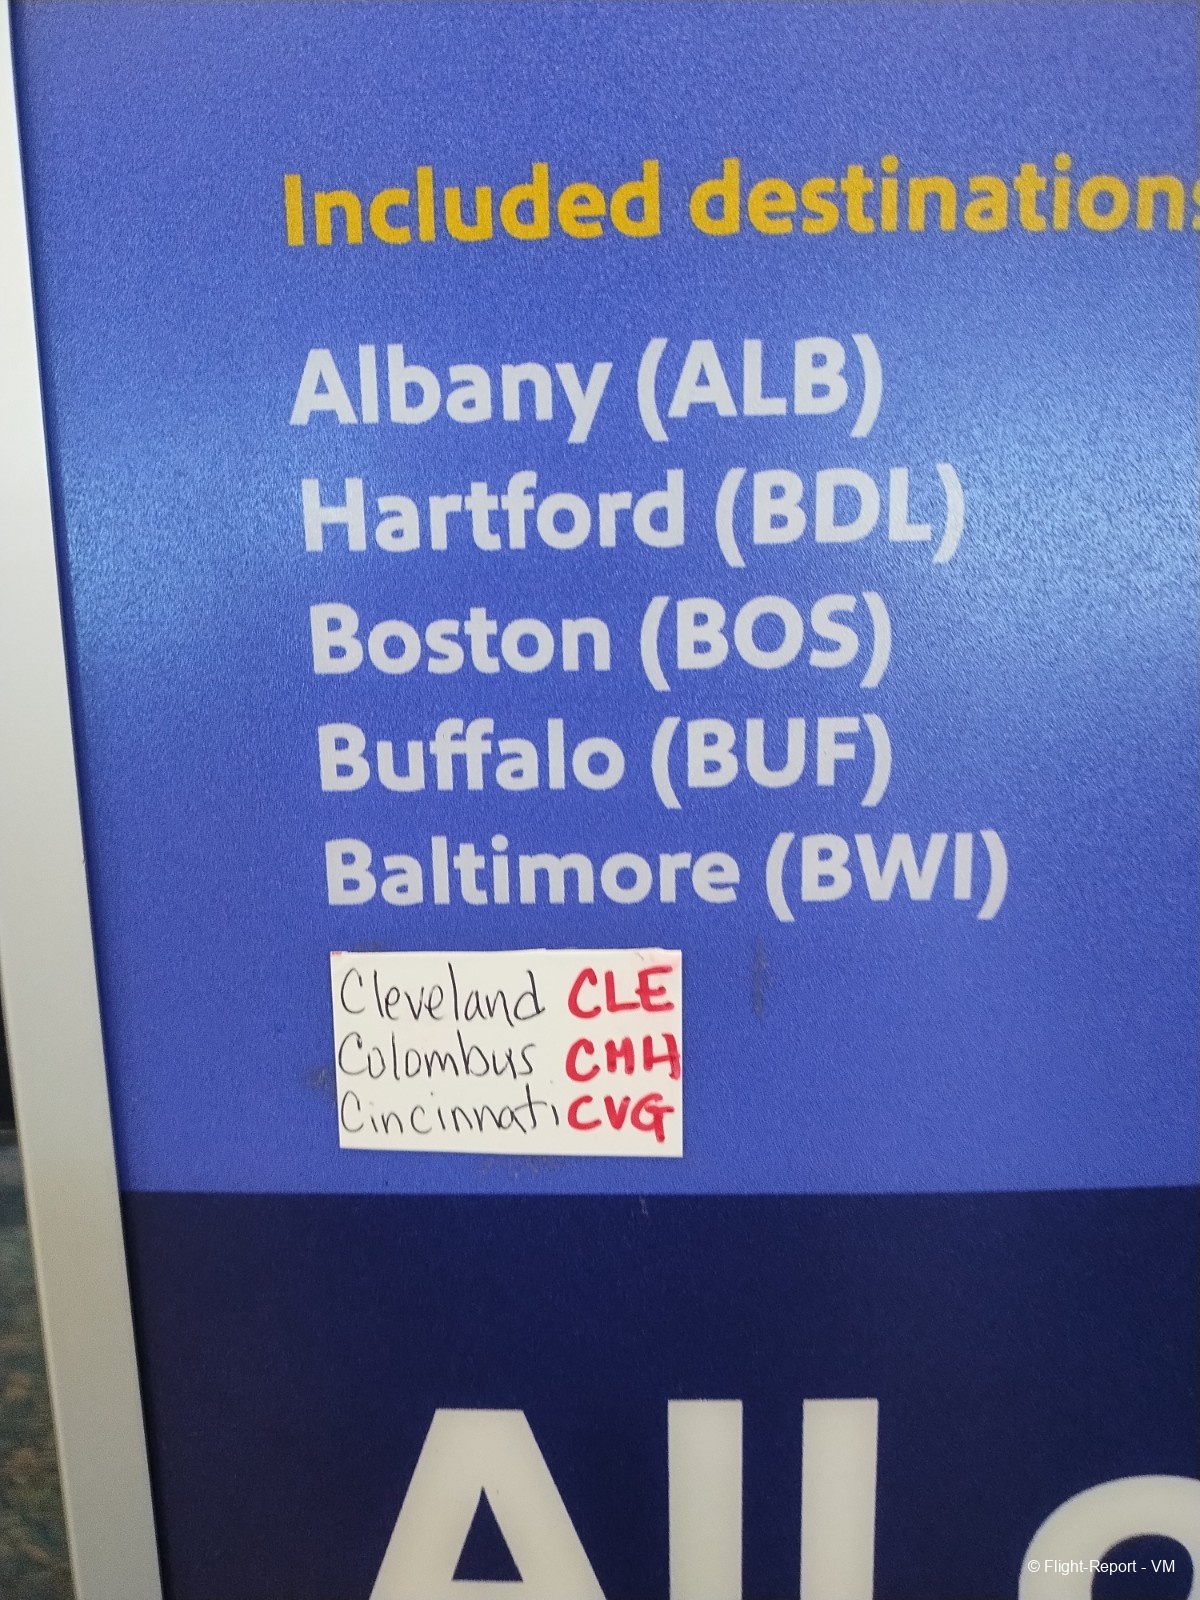 Included destinations
Albany (ALB)
Hartford (BDL)
Boston (BOS)
Buffalo (BUF)
Baltimore (BWI)
Cleveland CLE
Colombus CMH
Cincinnati CVG
All
© Flight-Report - VM